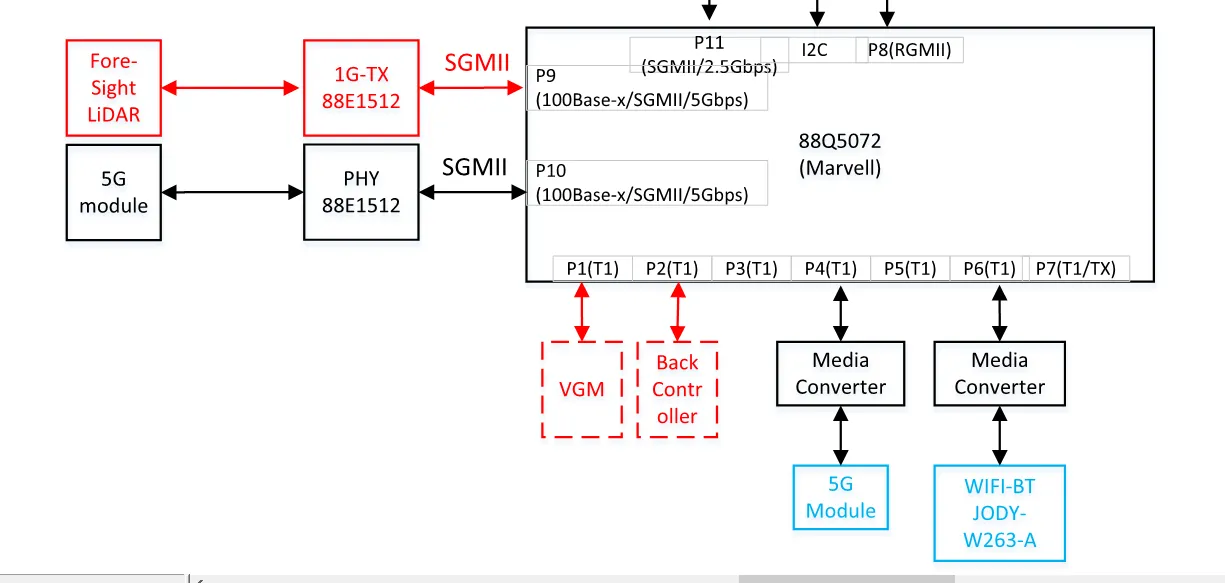 P11
(SGMII/2.5Gbps)
I2C
P8(RGMII)
Fore-
Sight
LiDAR
1G-TX
88E1512
SGMII
P9
(100Base-x/SGMII/5Gbps)
88Q5072
(Marvell)
5G
module
PHY
88E1512
SGMII
P10
(100Base-x/SGMII/5Gbps)
P1(T1)
P2(T1)
P3(T1)
P4(T1)
P5(T1)
P6(T1)
P7(T1/TX)
VGM
Back
Contr
oller
Media
Converter
Media
Converter
5G
Module
WIFI-BT
JODY-
W263-A